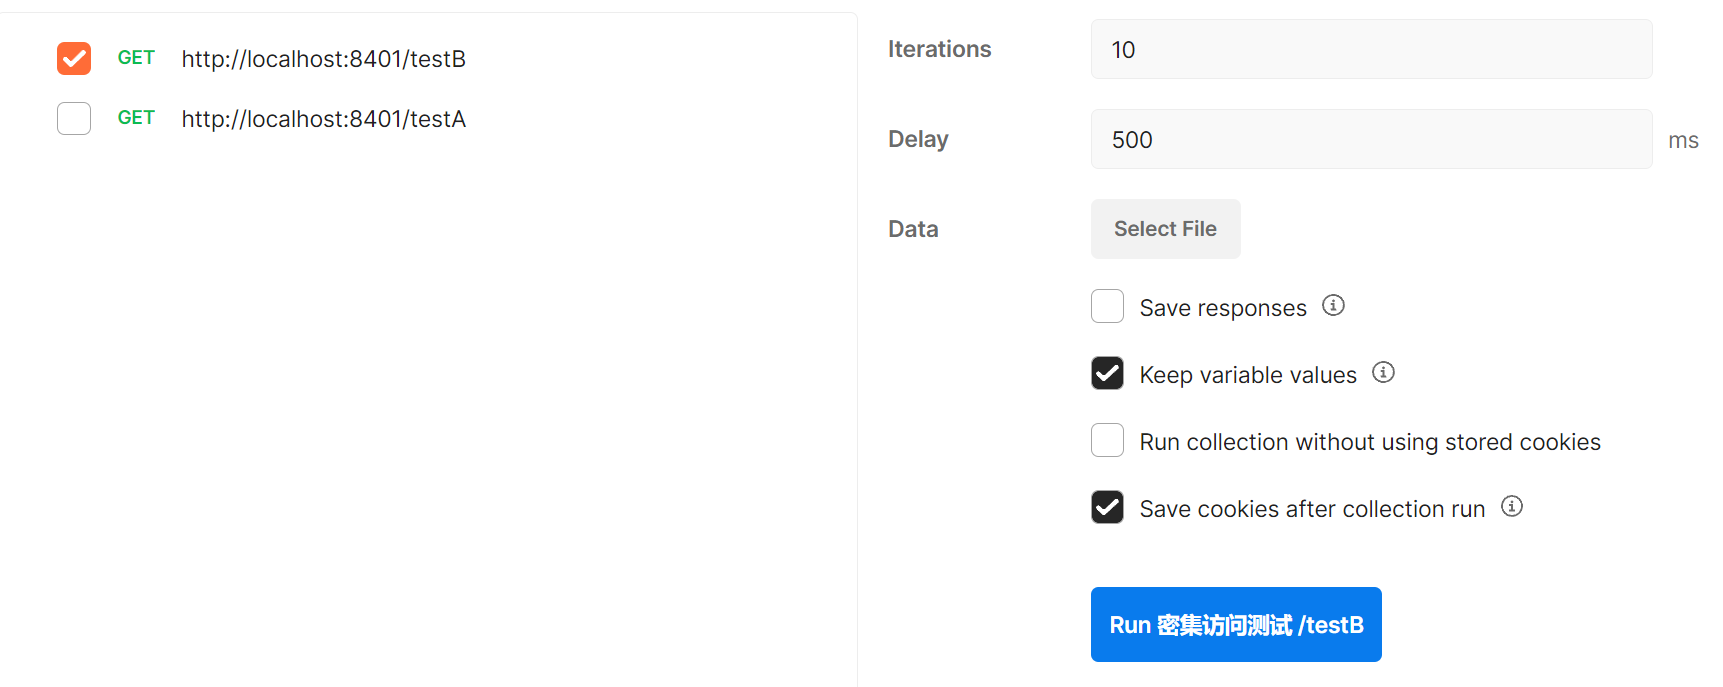 GET http://localhost:8401/testB
GET http://localhost:8401/testA
Iterations 10
Delay 500 ms
Data Select File
Save responses
Keep variable values
Run collection without using stored cookies
Save cookies after collection run
Run 密集访问测试 /testB